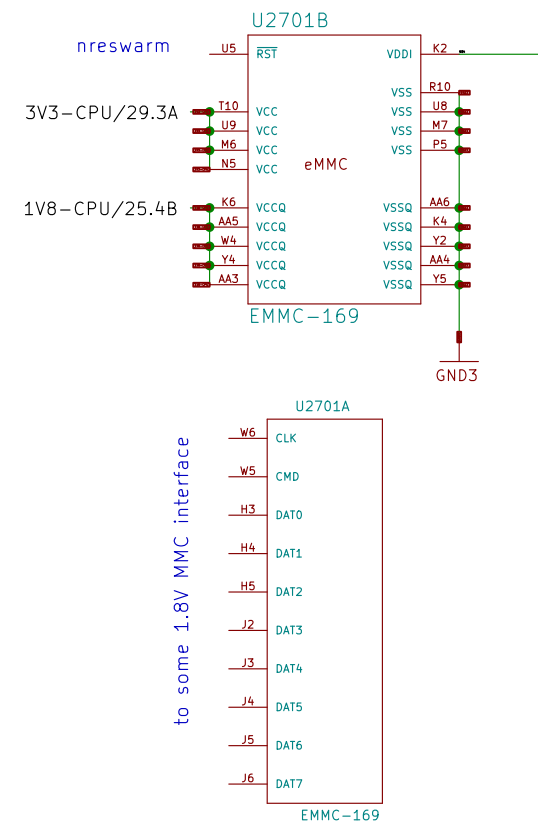 U2701B
nreswarm
U5 RST VDDI K2
VSS R10
3V3-CPU/29.3A T10 VCC VSS U8
U9 VCC VSS M7
M6 VCC VSS P5
N5 VCC
eMMC
1V8-CPU/25.4B K6 VCCQ VSSQ AA6
AA5 VCCQ VSSQ K4
W4 VCCQ VSSQ Y2
Y4 VCCQ VSSQ AA4
AA3 VCCQ VSSQ Y5
EMMC-169
GND3
U2701A
to some 1.8V MMC interface
W6 CLK
W5 CMD
H3 DAT0
H4 DAT1
H5 DAT2
J2 DAT3
J3 DAT4
J4 DAT5
J5 DAT6
J6 DAT7
EMMC-169